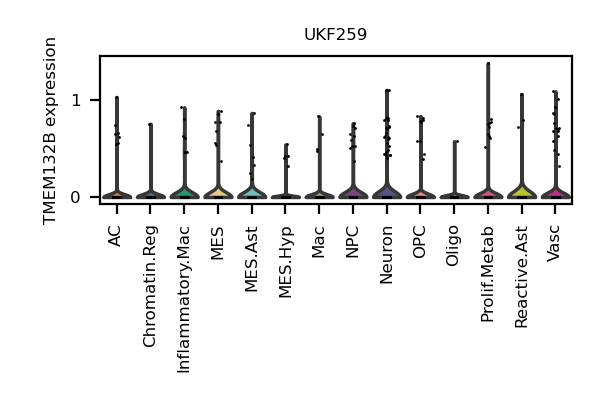 UKF259
TMEM132B expression
1
0
AC
Chromatin.Reg
Inflammatory.Mac
MES
MES.Ast
MES.Hyp
Mac
NPC
Neuron
OPC
Oligo
Prolif.Metab
Reactive.Ast
Vasc